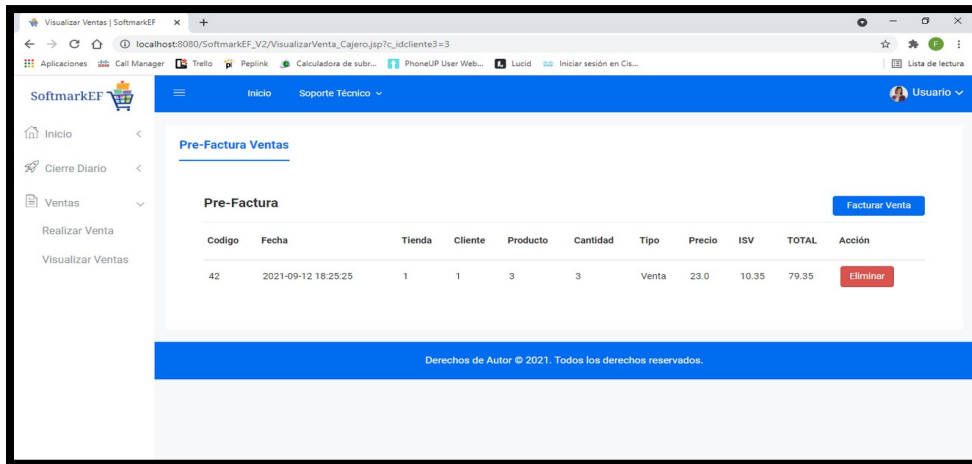 Visualizar Ventas | SoftmarkEF
localhost:8080/SoftmarkEF_V2/VisualizarVenta_Cajero.jsp?c_idcliente3=3
F
Aplicaciones Call Manager Trello Peplink Calculadora de subr... PhoneUP User Web... Lucid Iniciar sesión en Cis... Lista de lectura
SoftmarkEF
Inicio Soporte Técnico Usuario
Inicio
Cierre Diario
Ventas
Realizar Venta
Visualizar Ventas
Pre-Factura Ventas
Pre-Factura Facturar Venta
Codigo Fecha Tienda Cliente Producto Cantidad Tipo Precio ISV TOTAL Acción
42 2021-09-12 18:25:25 1 1 3 3 Venta 23.0 10.35 79.35 Eliminar
Derechos de Autor © 2021. Todos los derechos reservados.